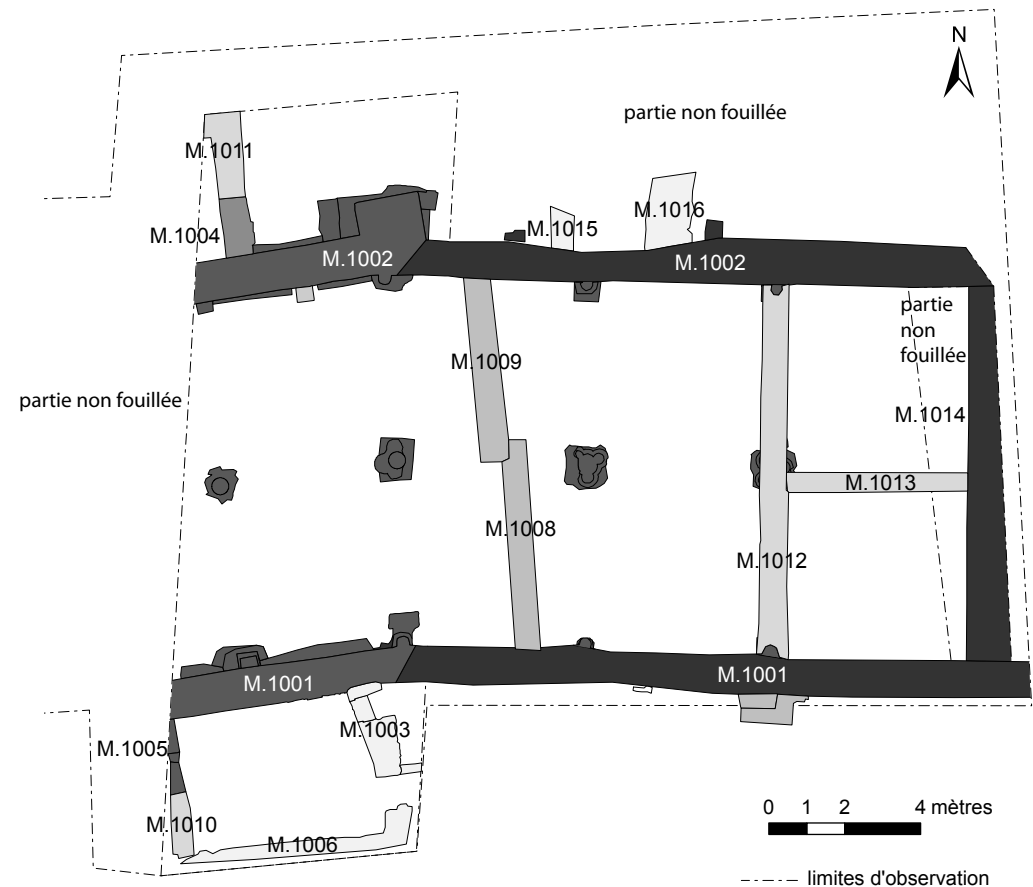 N
partie non fouillée
M.1011
M.1004
M.1002
M.1015
M.1016
M.1002
partie
non
fouillée
M.1009
partie non fouillée
M.1014
M.1013
M.1008
M.1012
M.1001
M.1001
M.1003
M.1005
M.1010
M.1006
0 1 2 4 mètres
limites d'observation